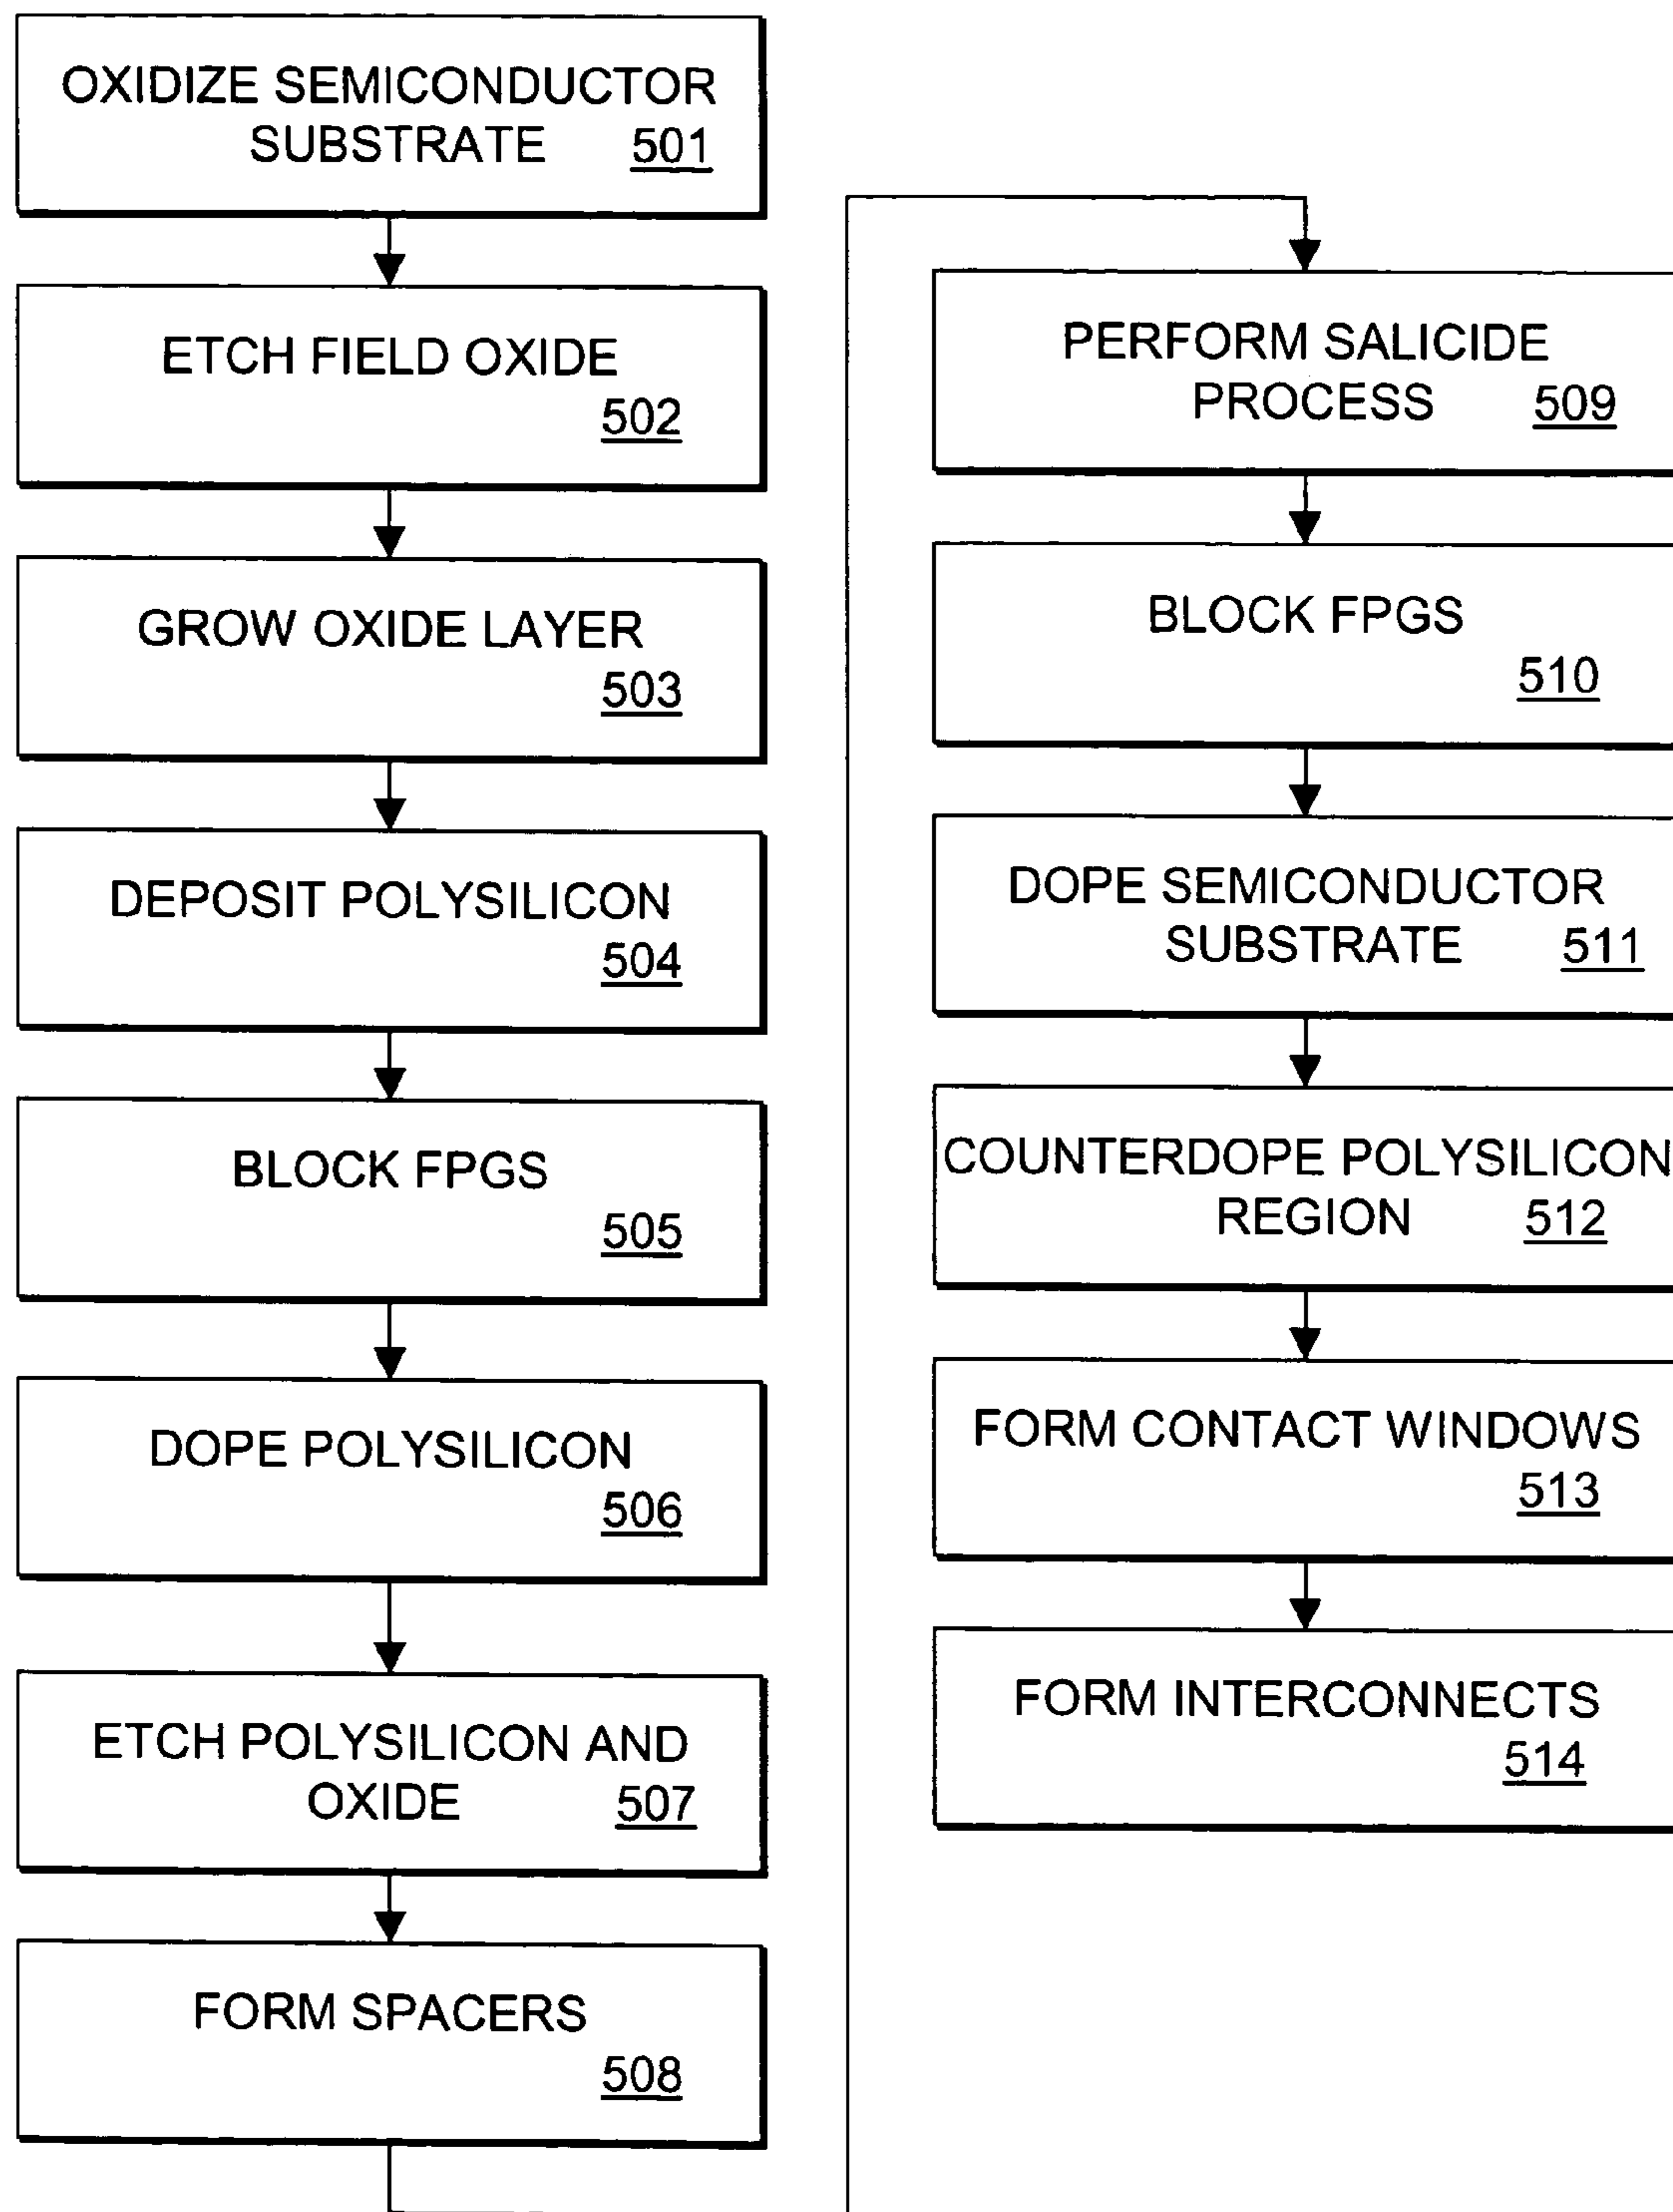 OXIDIZE SEMICONDUCTOR
SUBSTRATE 501
ETCH FIELD OXIDE
502
GROW OXIDE LAYER
503
DEPOSIT POLYSILICON
504
BLOCK FPGS
505
DOPE POLYSILICON
506
ETCH POLYSILICON AND
OXIDE 507
FORM SPACERS
508
PERFORM SALICIDE
PROCESS 509
BLOCK FPGS
510
DOPE SEMICONDUCTOR
SUBSTRATE 511
COUNTERDOPE POLYSILICON
REGION 512
FORM CONTACT WINDOWS
513
FORM INTERCONNECTS
514